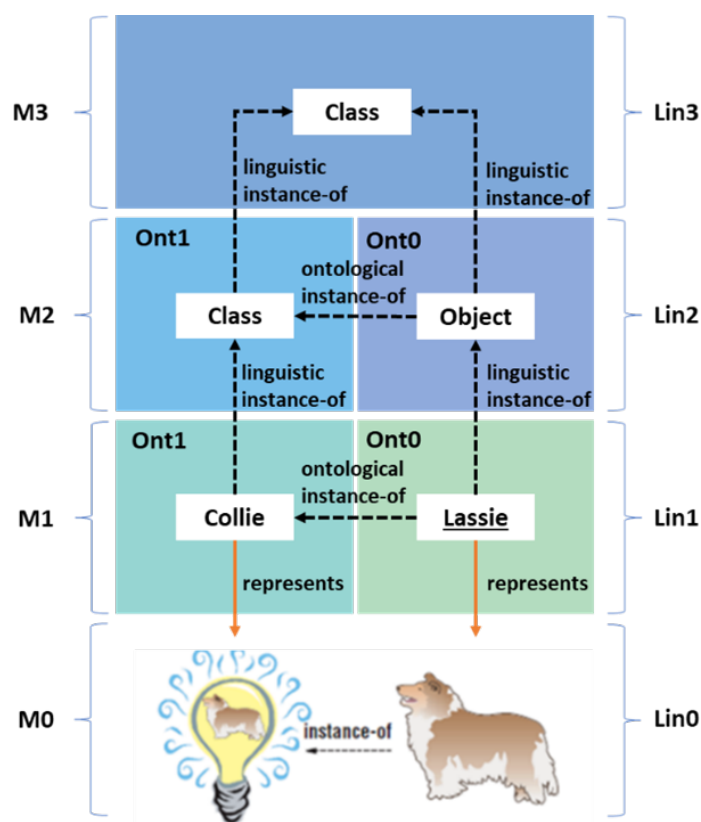 M3
Class
Lin3
linguistic
instance-of
linguistic
instance-of
Ont1
Ont0
ontological
instance-of
M2
Class
Object
Lin2
linguistic
instance-of
linguistic
instance-of
Ont1
Ont0
ontological
instance-of
M1
Collie
Lassie
Lin1
represents
represents
M0
instance-of
Lin0